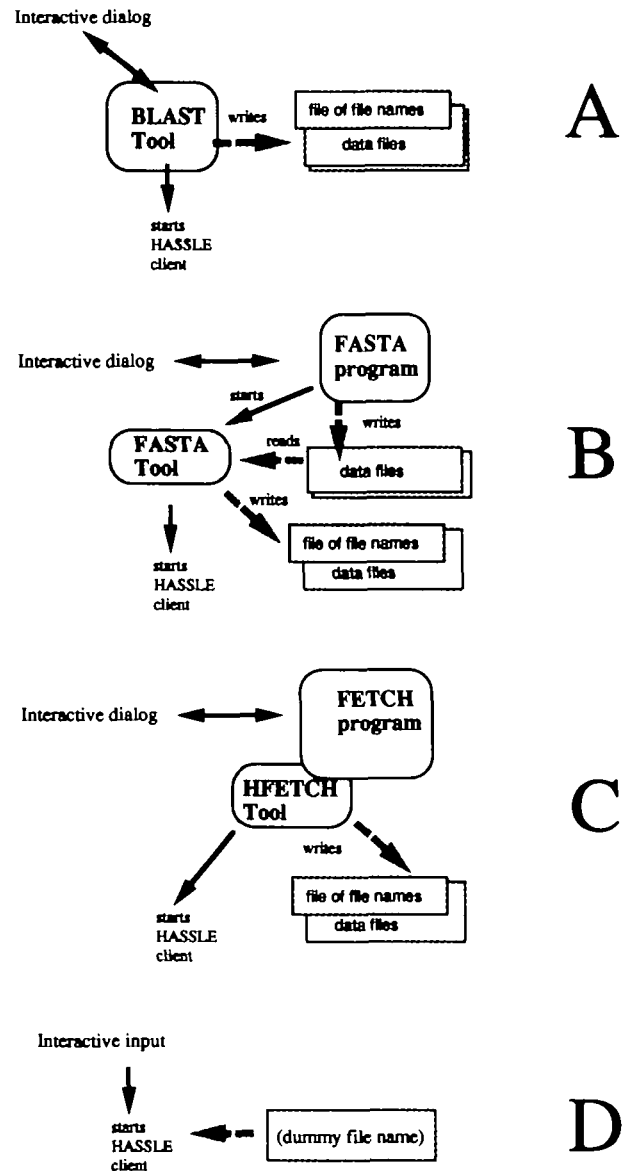 Interactive dialog
BLAST
Tool
writes
file of file names
data files
A
starts
HASSLE
client
FASTA
program
Interactive dialog
starts
writes
B
FASTA
Tool
reads
data files
writes
file of file names
data files
starts
HASSLE
client
FETCH
program
Interactive dialog
HFETCH
Tool
C
writes
file of file names
data files
starts
HASSLE
client
Interactive input
starts
HASSLE
client
(dummy file name)
D